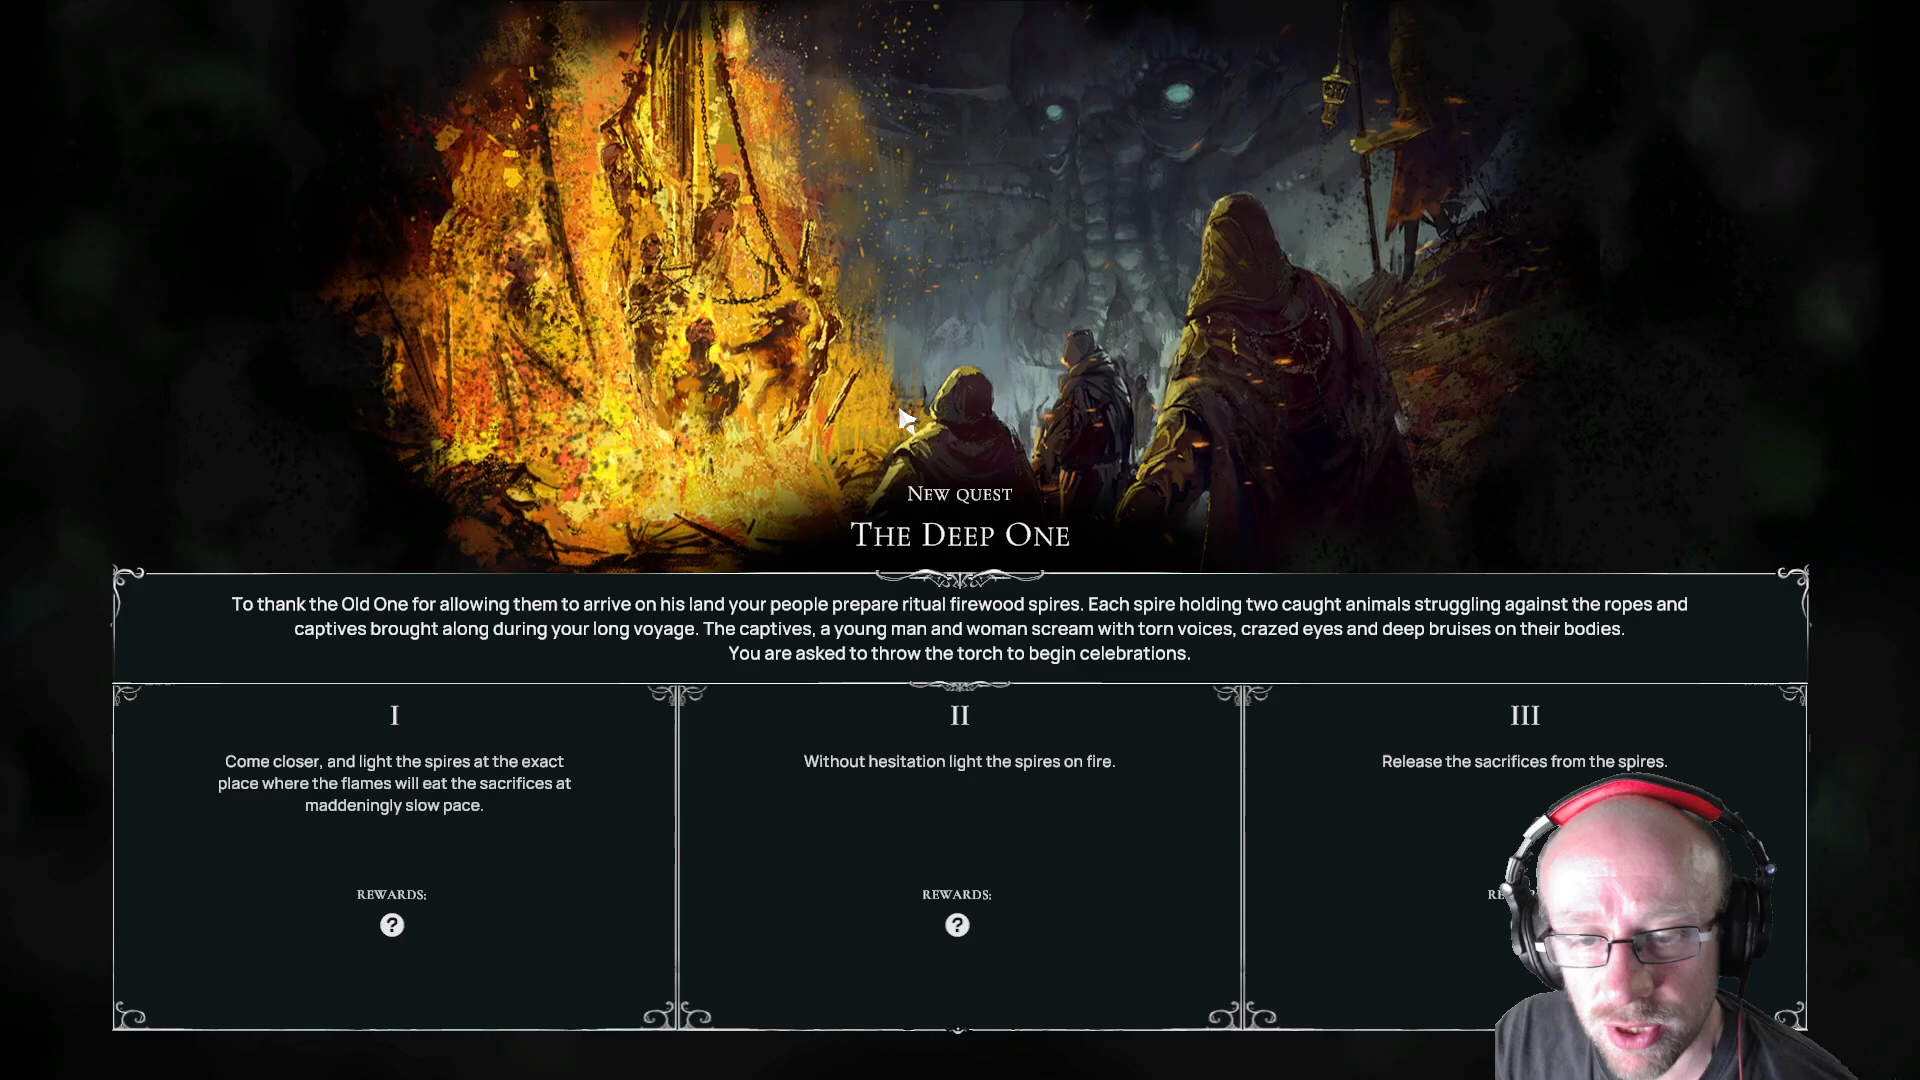 New quest
The Deep One
To thank the Old One for allowing them to arrive on his land your people prepare ritual firewood spires. Each spire holding two caught animals struggling against the ropes and
captives brought along during your long voyage. The captives, a young man and woman scream with torn voices, crazed eyes and deep bruises on their bodies.
You are asked to throw the torch to begin celebrations.
I
Come closer, and light the spires at the exact
place where the flames will eat the sacrifices at
maddeningly slow pace.
Rewards:
?
II
Without hesitation light the spires on fire.
Rewards:
?
III
Release the sacrifices from the spires.